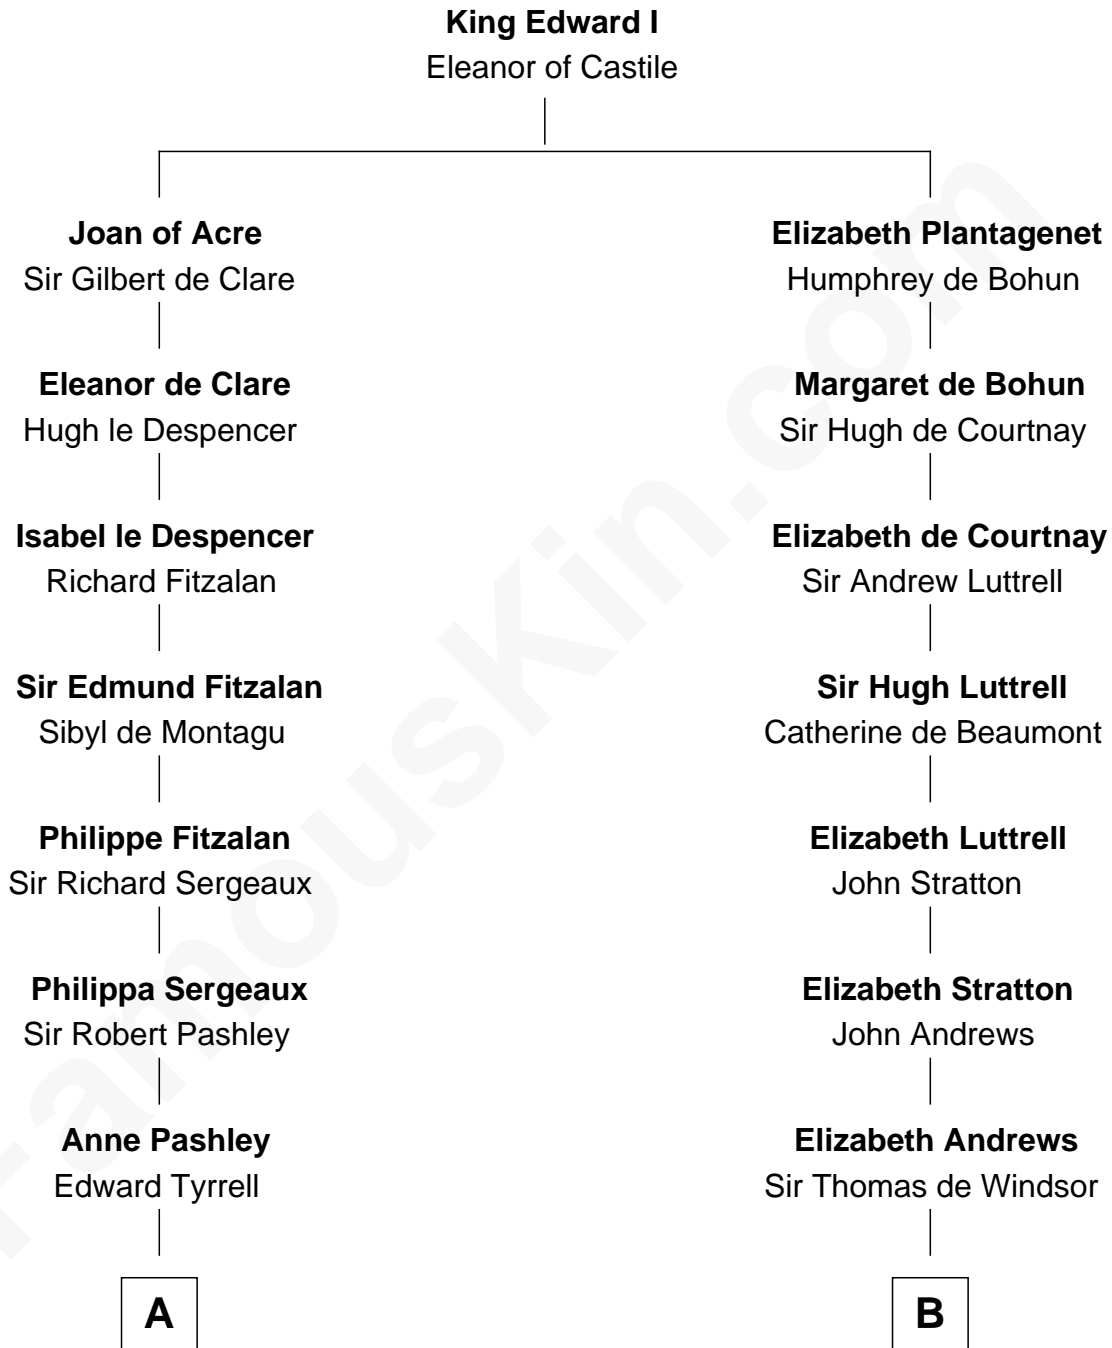 King Edward I
Eleanor of Castile
Joan of Acre
Sir Gilbert de Clare
Elizabeth Plantagenet
Humphrey de Bohun
Eleanor de Clare
Hugh le Despencer
Margaret de Bohun
Sir Hugh de Courtnay
Isabel le Despencer
Richard Fitzalan
Elizabeth de Courtnay
Sir Andrew Luttrell
Sir Edmund Fitzalan
Sibyl de Montagu
Sir Hugh Luttrell
Catherine de Beaumont
Philippe Fitzalan
Sir Richard Sergeaux
Elizabeth Luttrell
John Stratton
Philippa Sergeaux
Sir Robert Pashley
Elizabeth Stratton
John Andrews
Anne Pashley
Edward Tyrrell
Elizabeth Andrews
Sir Thomas de Windsor
A
B
FamousKin.com